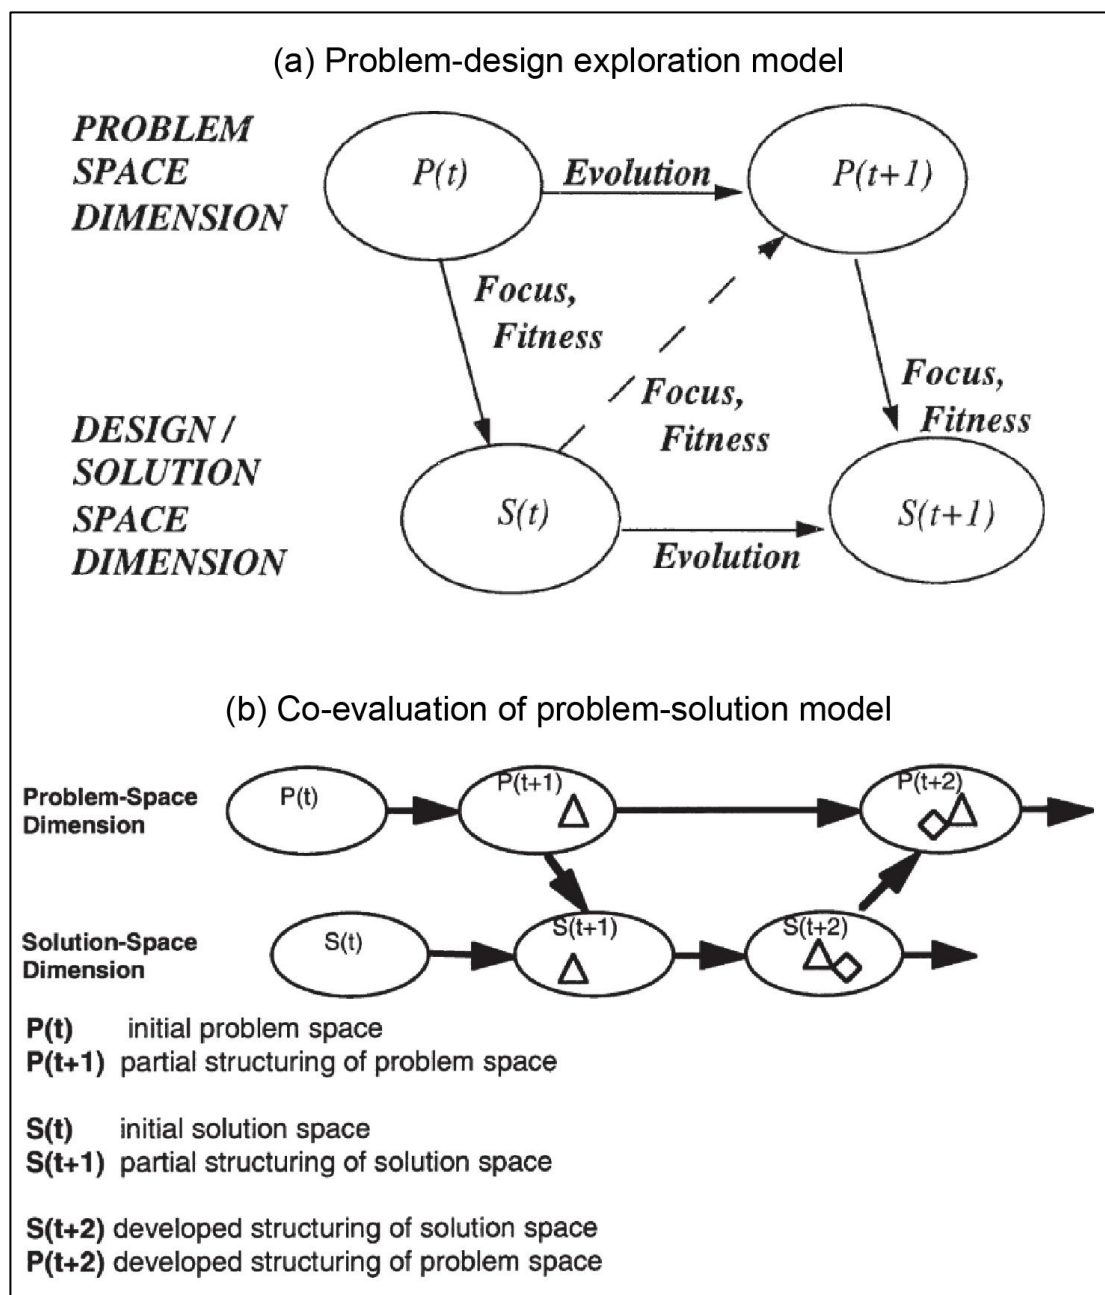 (a) Problem-design exploration model
PROBLEM
SPACE
DIMENSION
P(t)
Evolution
P(t+1)
Focus,
Fitness
Focus,
Fitness
Focus,
Fitness
DESIGN /
SOLUTION
SPACE
DIMENSION
S(t)
Evolution
S(t+1)
(b) Co-evaluation of problem-solution model
Problem-Space
Dimension
P(t)
P(t+1)
P(t+2)
Solution-Space
Dimension
S(t)
S(t+1)
S(t+2)
P(t) initial problem space
P(t+1) partial structuring of problem space
S(t) initial solution space
S(t+1) partial structuring of solution space
S(t+2) developed structuring of solution space
P(t+2) developed structuring of problem space